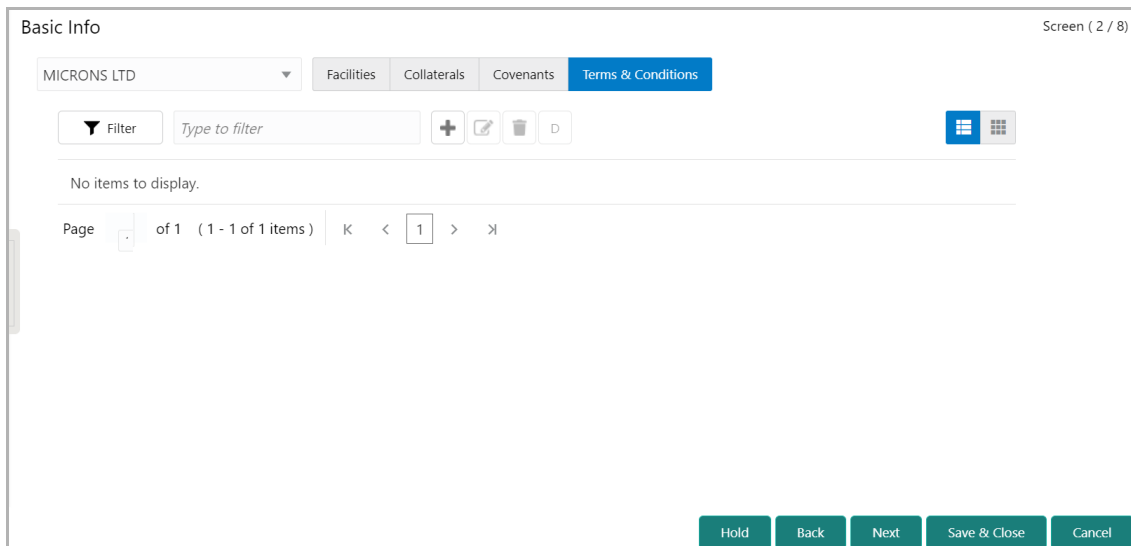 Basic Info Screen ( 2 / 8)
MICRONS LTD Facilities Collaterals Covenants Terms & Conditions
Filter Type to filter D
No items to display.
Page of 1 ( 1 - 1 of 1 items ) 1
Hold Back Next Save & Close Cancel